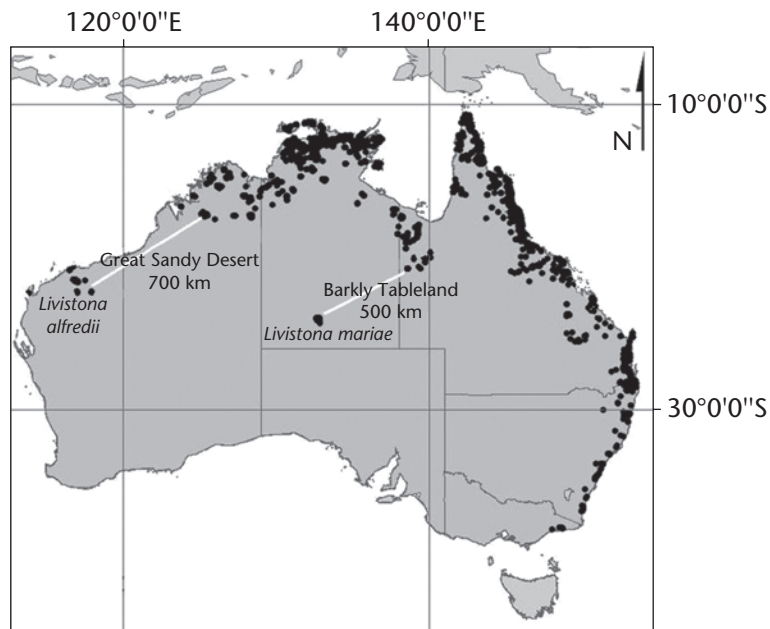 120°0'0"E 140°0'0"E
10°0'0"S
N
Great Sandy Desert
700 km
Barkly Tableland
500 km
Livistona
alfredii
Livistona mariae
30°0'0"S